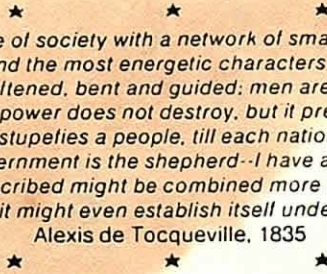 e of society with a network of sma
nd the most energetic characters
ltened, bent and guided; men are
power does not destroy, but it pre
stupefies a people, till each natio
ernment is the shepherd--I have a
cribed might be combined more
it might even establish itself unde
Alexis de Tocqueville, 1835